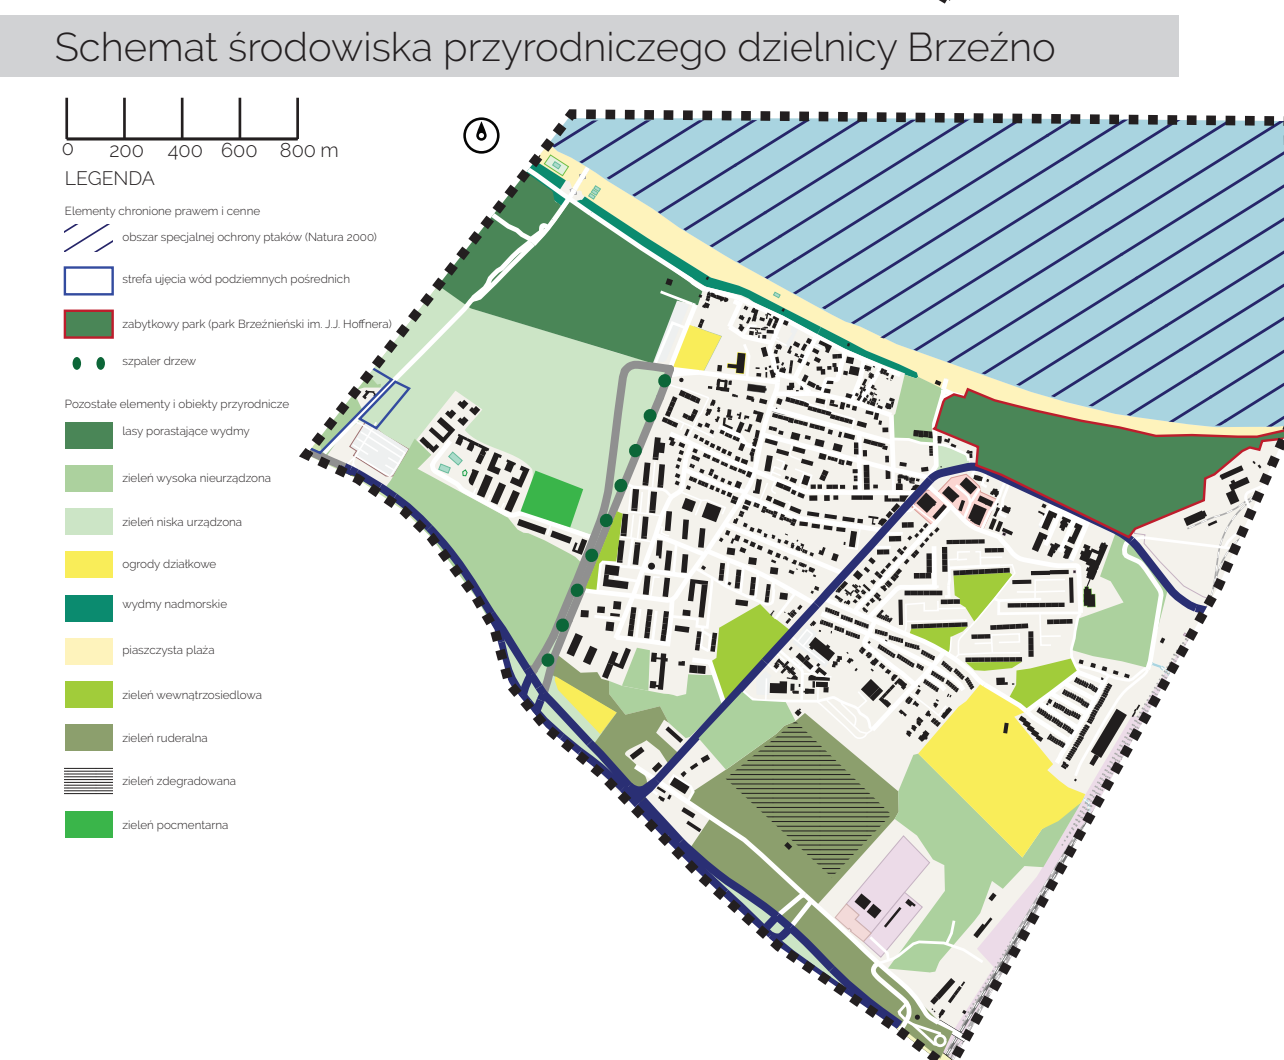 Schemat środowiska przyrodniczego dzielnicy Brzeźno
0 200 400 600 800 m
LEGENDA
Elementy chronione prawem i cenne
obszar specjalnej ochrony ptaków (Natura 2000)
strefa ujęcia wód podziemnych pośrednich
zabytkowy park (park Brzeźnieński im. J.J. Hoffnera)
szpaler drzew
Pozostałe elementy i obiekty przyrodnicze
lasy porastające wydmy
zieleń wysoka nieurządzona
zieleń niska urządzona
ogrody działkowe
wydmy nadmorskie
piaszczysta plaża
zieleń wewnątrzosiedlowa
zieleń ruderalna
zieleń zdegradowana
zieleń pocmentarna